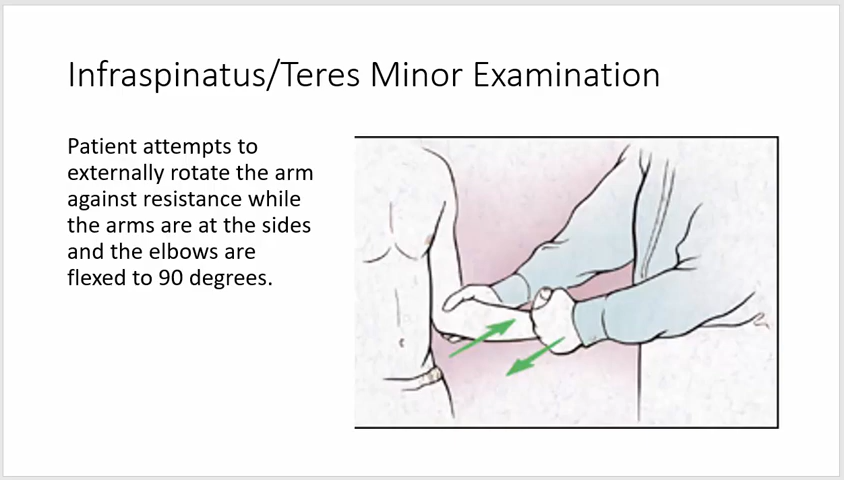 Infraspinatus/Teres Minor Examination
Patient attempts to
externally rotate the arm
against resistance while
the arms are at the sides
and the elbows are
flexed to 90 degrees.